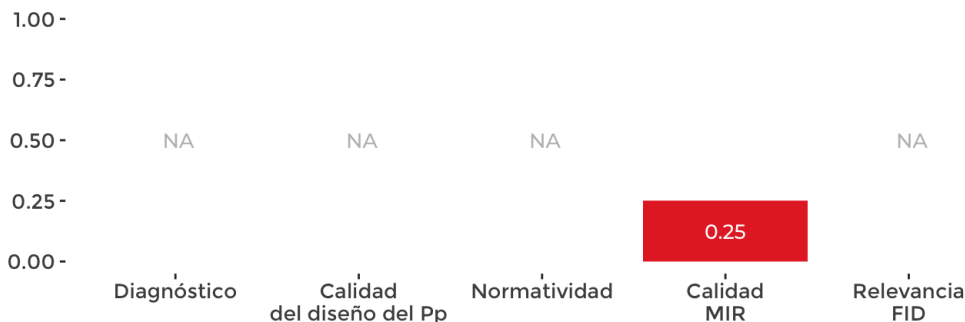 1.00
0.75
0.50
0.25
0.00
NA
NA
NA
0.25
NA
Diagnóstico
Calidad
del diseño del Pp
Normatividad
Calidad
MIR
Relevancia
FID